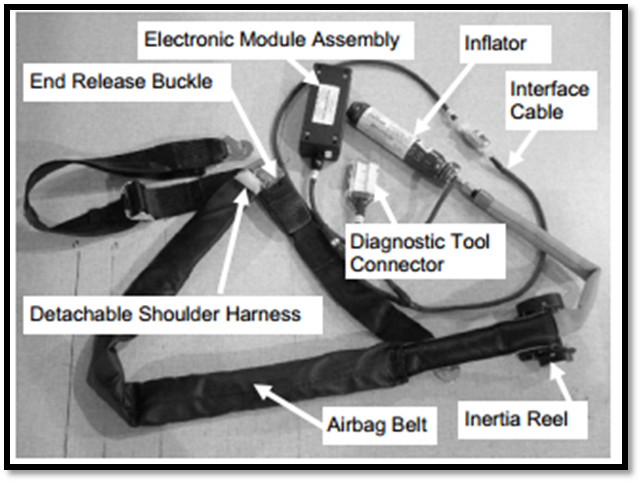 Electronic Module Assembly
Inflator
End Release Buckle
Interface
Cable
Diagnostic Tool
Connector
Detachable Shoulder Harness
Airbag Belt
Inertia Reel